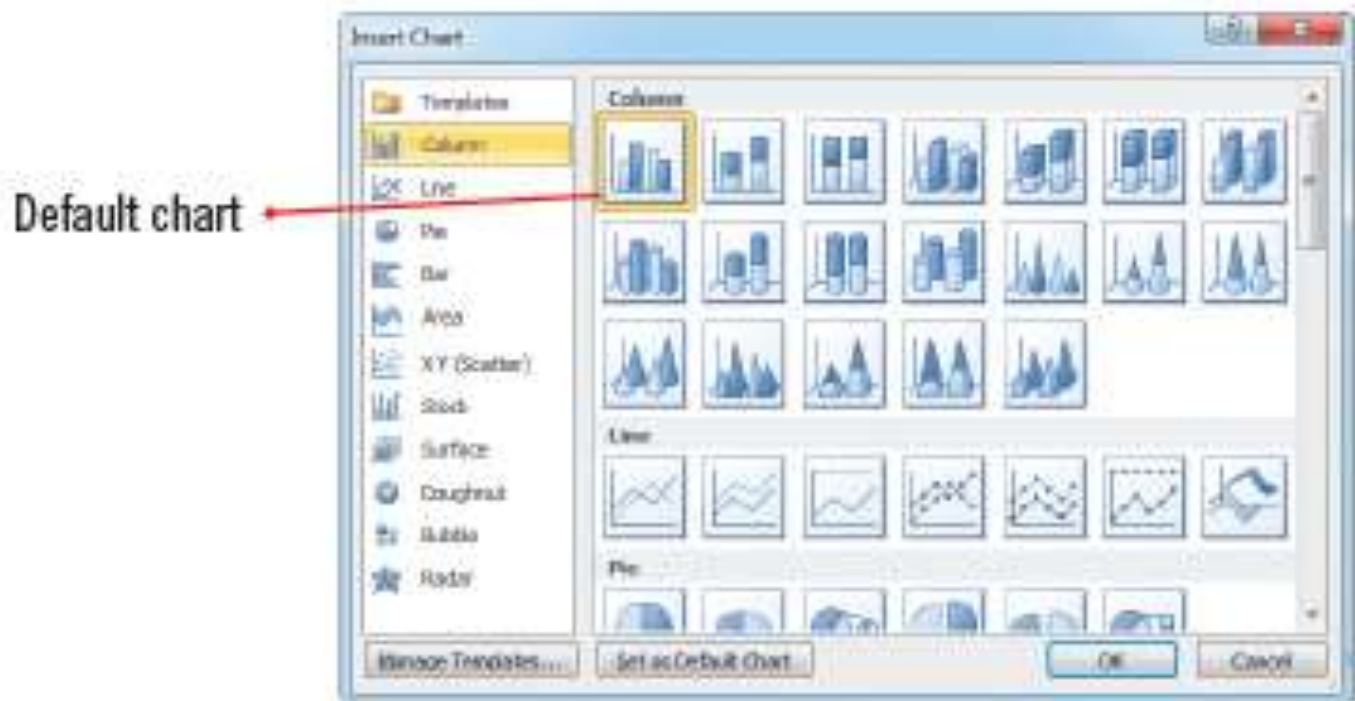 Insert Chart
Templates
Column
Line
Pie
Bar
Area
X Y (Scatter)
Stock
Surface
Doughnut
Bubble
Radar
Column
Line
Pie
Default chart
Manage Templates...
Set as Default Chart
OK
Cancel